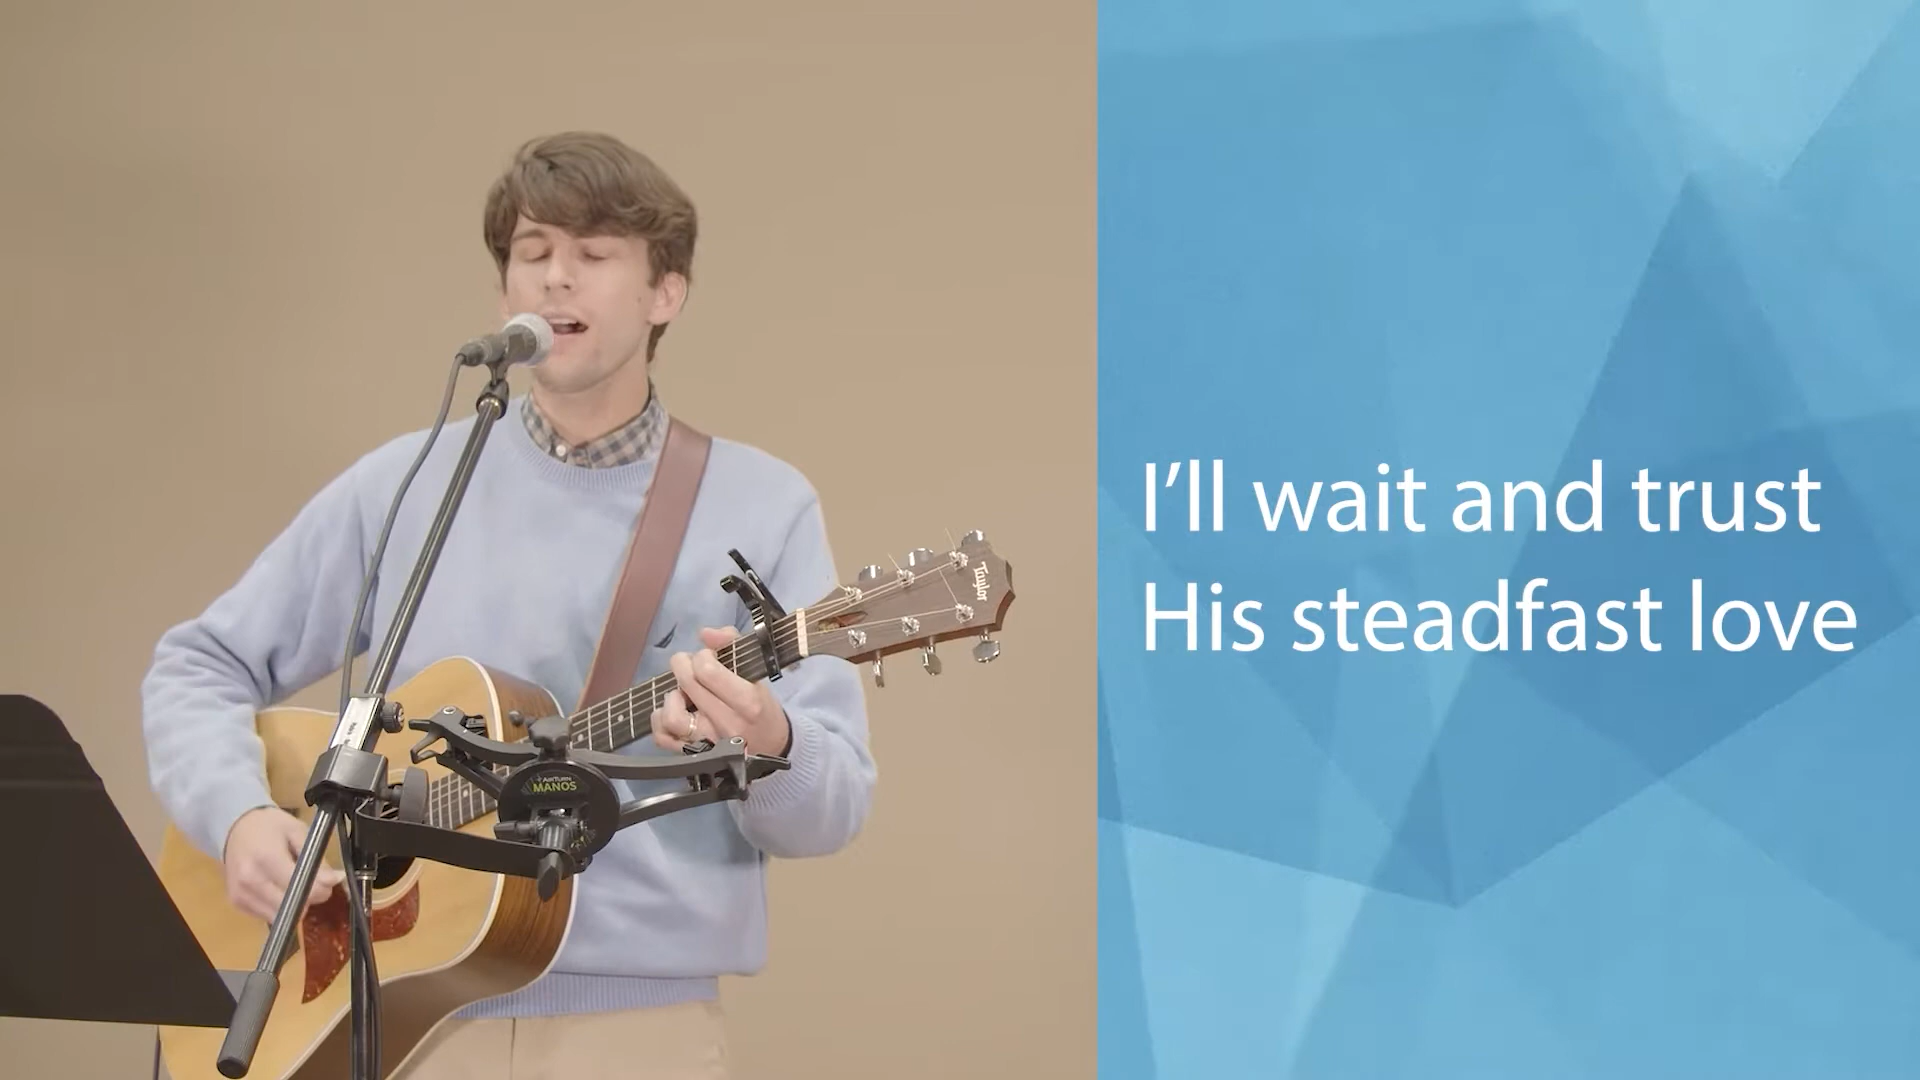 Taylor
AIRTURN
MANOS
I’ll wait and trust
His steadfast love